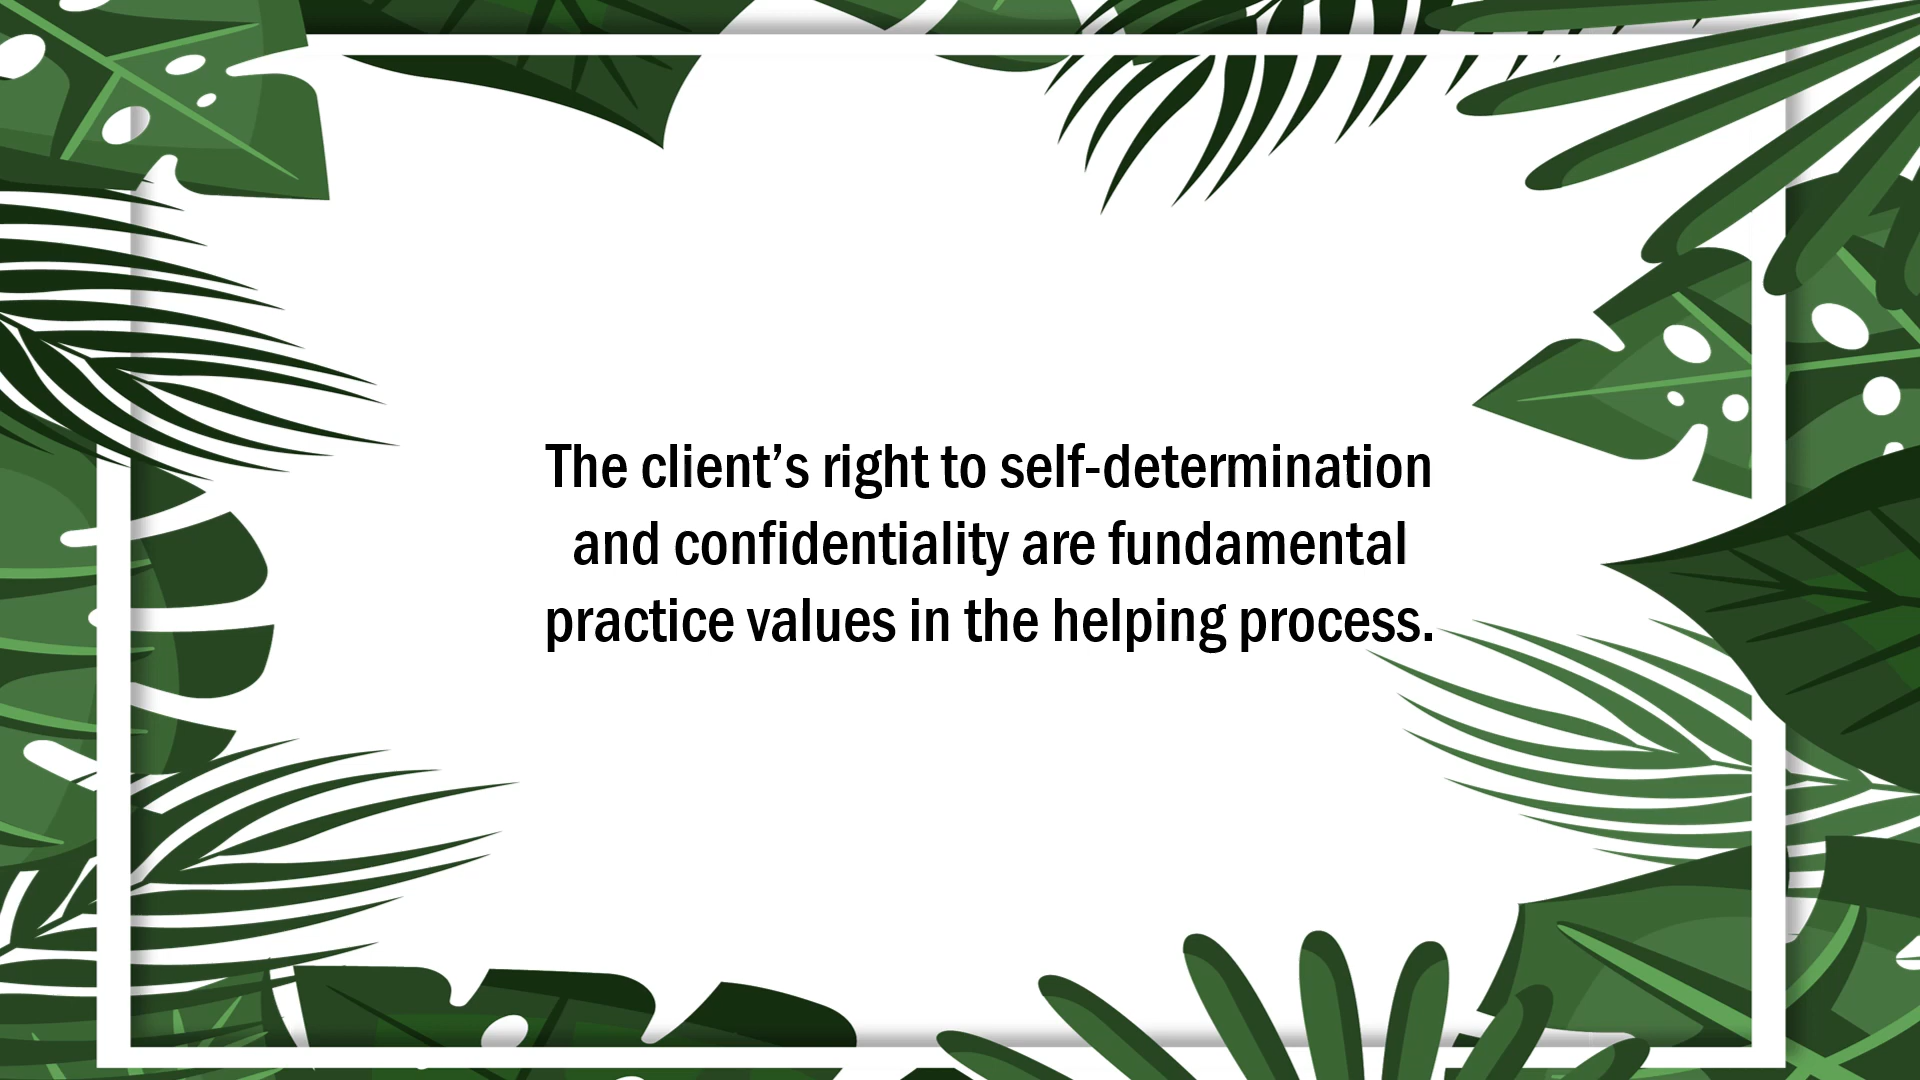 The client’s right to self-determination
and confidentiality are fundamental
practice values in the helping process.